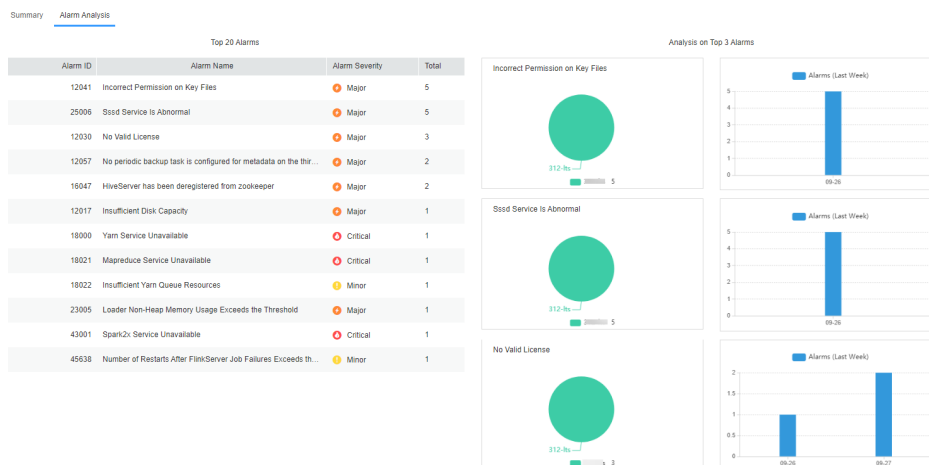 Summary Alarm Analysis
Top 20 Alarms
Alarm ID Alarm Name Alarm Severity Total
12041 Incorrect Permission on Key Files Major 5
25006 Sssd Service Is Abnormal Major 5
12030 No Valid License Major 3
12057 No periodic backup task is configured for metadata on the thir... Major 2
16047 HiveServer has been deregistered from zookeeper Major 2
12017 Insufficient Disk Capacity Major 1
18000 Yarn Service Unavailable Critical 1
18021 Mapreduce Service Unavailable Critical 1
18022 Insufficient Yarn Queue Resources Minor 1
23005 Loader Non-Heap Memory Usage Exceeds the Threshold Major 1
43001 Spark2x Service Unavailable Critical 1
45638 Number of Restarts After FlinkServer Job Failures Exceeds th... Minor 1
Analysis on Top 3 Alarms
Incorrect Permission on Key Files
312-lts
5
Alarms (Last Week)
5
4
3
2
1
0
09-26
Sssd Service Is Abnormal
312-lts
5
Alarms (Last Week)
5
4
3
2
1
0
09-26
No Valid License
312-lts
3
Alarms (Last Week)
2
1.5
1
0.5
0
09-26 09-27